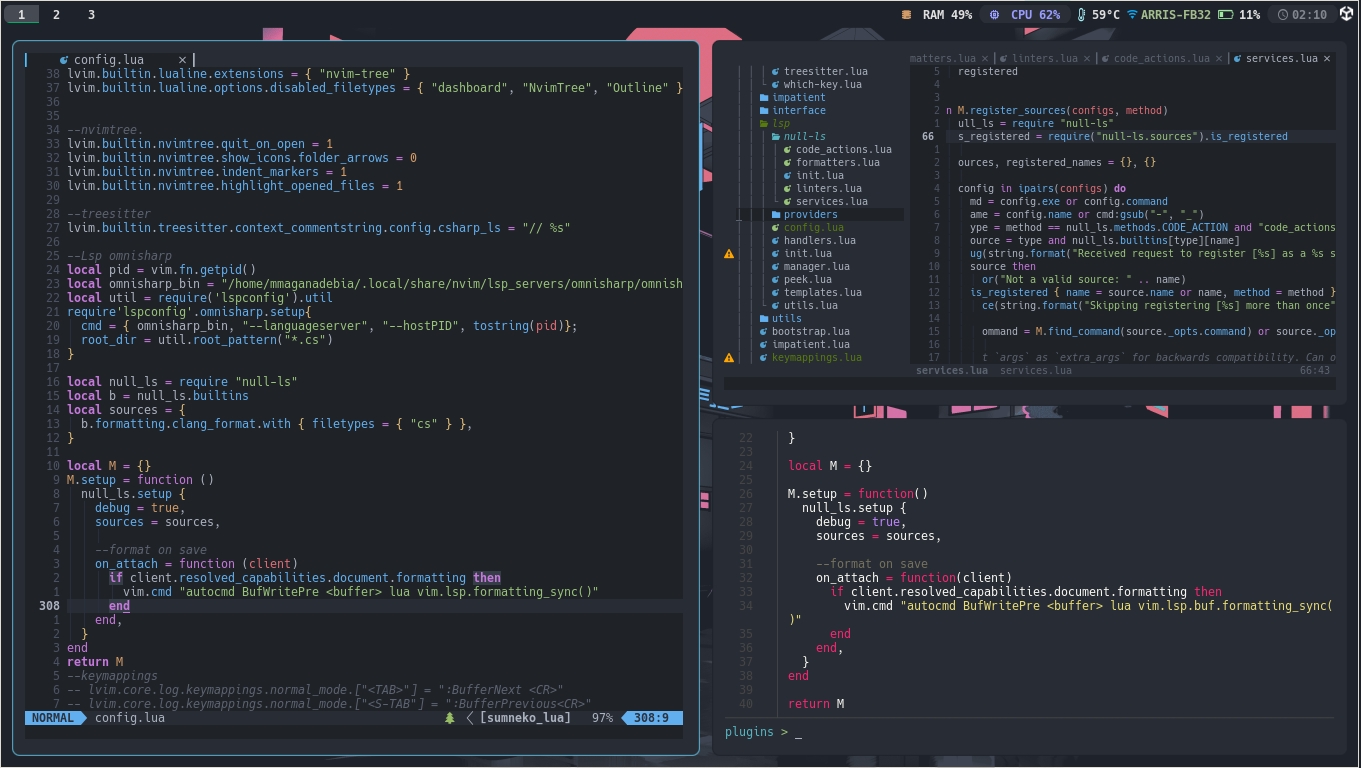 1 2 3 RAM 49% CPU 62% 59°C ARRIS-FB32 11% 02:10
config.lua ×
38 lvim.builtin.lualine.extensions = { "nvim-tree" }
37 lvim.builtin.lualine.options.disabled_filetypes = { "dashboard", "NvimTree", "Outline" }
36
35
34 --nvimtree.
33 lvim.builtin.nvimtree.quit_on_open = 1
32 lvim.builtin.nvimtree.show_icons.folder_arrows = 0
31 lvim.builtin.nvimtree.indent_markers = 1
30 lvim.builtin.nvimtree.highlight_opened_files = 1
29
28 --treesitter
27 lvim.builtin.treesitter.context_commentstring.config.csharp_ls = "// %s"
26
25 --Lsp omnisharp
24 local pid = vim.fn.getpid()
23 local omnisharp_bin = "/home/mmaganadebia/.local/share/nvim/lsp_servers/omnisharp/omnish
22 local util = require('lspconfig').util
21 require'lspconfig'.omnisharp.setup{
20 cmd = { omnisharp_bin, "--languageserver", "--hostPID", tostring(pid)};
19 root_dir = util.root_pattern("*.cs")
18 }
17
16 local null_ls = require "null-ls"
15 local b = null_ls.builtins
14 local sources = {
13 b.formatting.clang_format.with { filetypes = { "cs" } },
12 }
11
10 local M = {}
9 M.setup = function ()
8 null_ls.setup {
7 debug = true,
6 sources = sources,
5
4 --format on save
3 on_attach = function (client)
2 if client.resolved_capabilities.document.formatting then
1 vim.cmd "autocmd BufWritePre <buffer> lua vim.lsp.formatting_sync()"
308 end
1 end,
2 }
3 end
4 return M
5 --keymappings
6 -- lvim.core.log.keymappings.normal_mode.["<TAB>"] = ":BufferNext <CR>"
7 -- lvim.core.log.keymappings.normal_mode.["<S-TAB"] = ":BufferPrevious<CR>"
NORMAL config.lua [sumneko_lua] 97% 308:9
treesitter.lua
which-key.lua
impatient
interface
lsp
null-ls
code_actions.lua
formatters.lua
init.lua
linters.lua
services.lua
providers
config.lua
handlers.lua
init.lua
manager.lua
peek.lua
templates.lua
utils.lua
utils
bootstrap.lua
impatient.lua
keymappings.lua
matters.lua × linters.lua × code_actions.lua × services.lua ×
5 registered
4
3
2 n M.register_sources(configs, method)
1 ull_ls = require "null-ls"
66 s_registered = require("null-ls.sources").is_registered
1
2 ources, registered_names = {}, {}
3
4 config in ipairs(configs) do
5 md = config.exe or config.command
6 ame = config.name or cmd:gsub("-", "_")
7 ype = method == null_ls.methods.CODE_ACTION and "code_actions
8 ource = type and null_ls.builtins[type][name]
9 ug(string.format("Received request to register [%s] as a %s s
10 source then
11 or("Not a valid source: " .. name)
12 is_registered { name = source.name or name, method = method }
13 ce(string.format("Skipping registering [%s] more than once"
14
15 ommand = M.find_command(source._opts.command) or source._op
16
17 t `args` as `extra_args` for backwards compatibility. Can o
services.lua services.lua 66:43
22 }
23
24 local M = {}
25
26 M.setup = function()
27 null_ls.setup {
28 debug = true,
29 sources = sources,
30
31 --format on save
32 on_attach = function(client)
33 if client.resolved_capabilities.document.formatting then
34 vim.cmd "autocmd BufWritePre <buffer> lua vim.lsp.buf.formatting_sync(
)"
35 end
36 end,
37 }
38 end
39
40 return M
plugins > _